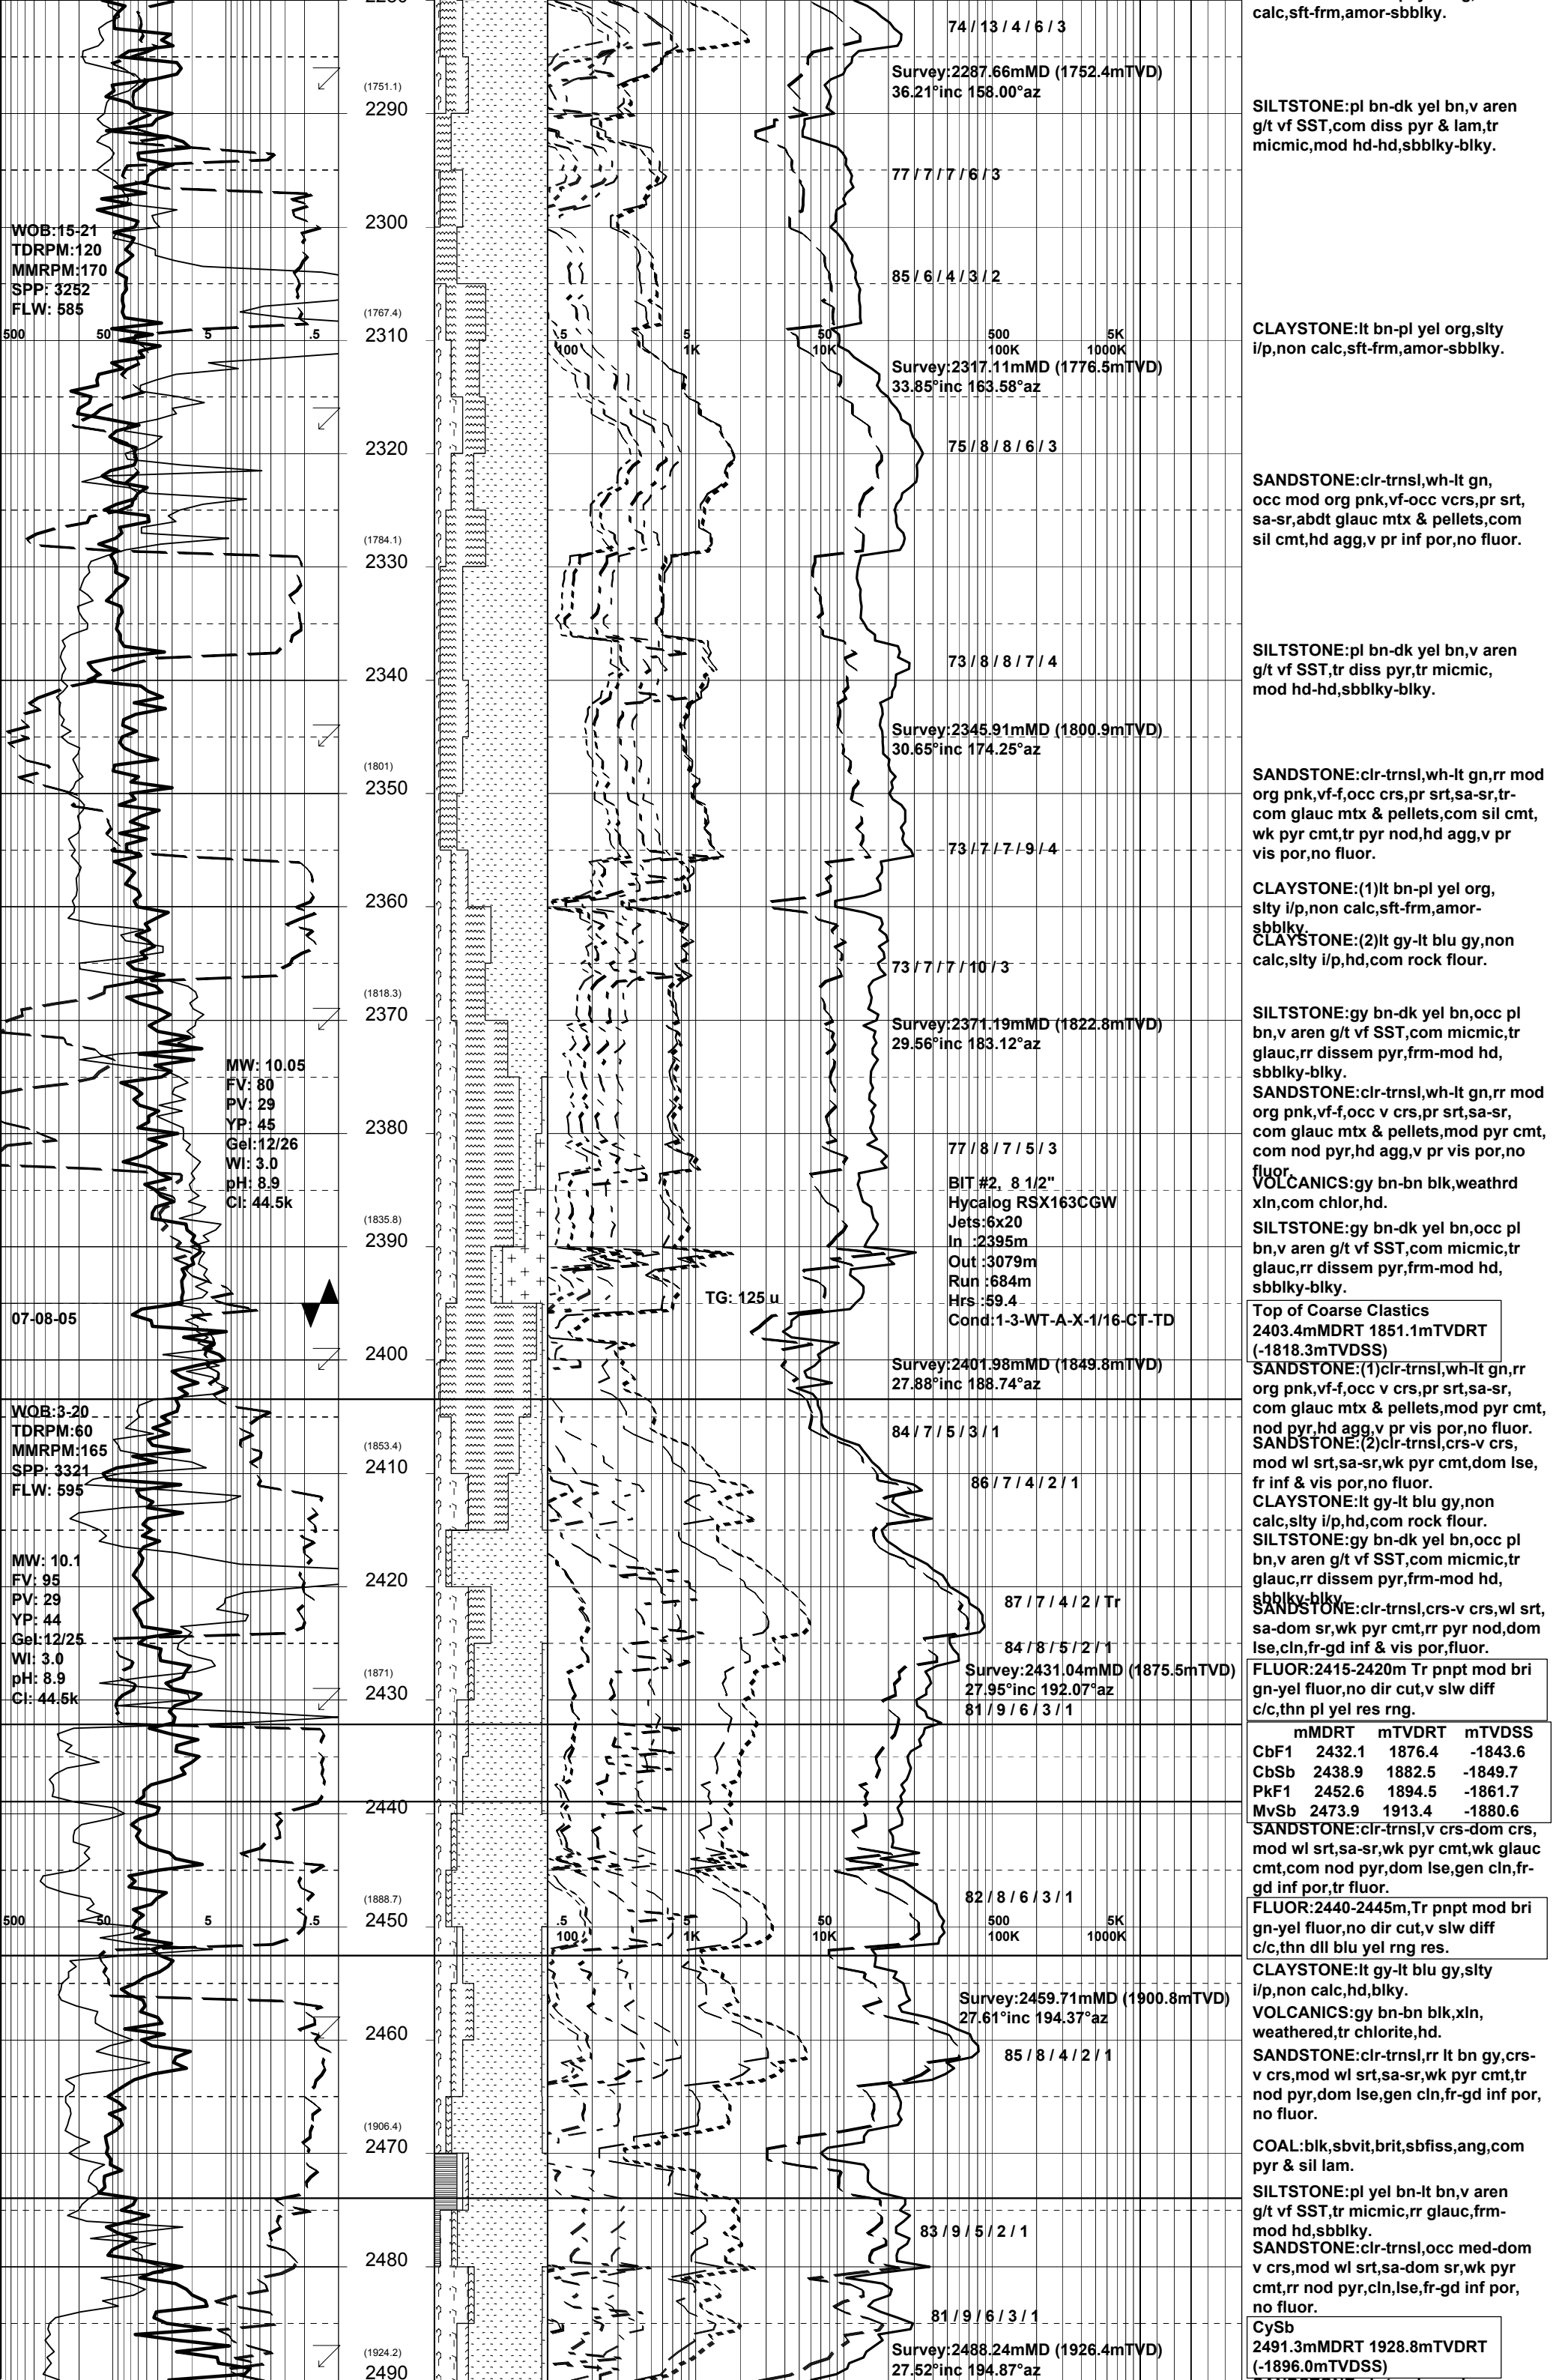 calc,sft-frm,amor-sbblky.
74 / 13 / 4 / 6 / 3
Survey:2287.66mMD (1752.4mTVD)
36.21°inc 158.00°az
(1751.1)
2290
SILTSTONE:pl bn-dk yel bn,v aren
g/t vf SST,com diss pyr & lam,tr
micmic,mod hd-hd,sbblky-blky.
77 / 7 / 7 / 6 / 3
2300
WOB:15-21
TDRPM:120
MMRPM:170
SPP: 3252
FLW: 585
85 / 6 / 4 / 3 / 2
(1767.4)
2310
500 50 5 .5
.5 5 50 500 5K
100 1K 10K 100K 1000K
CLAYSTONE:lt bn-pl yel org,slty
i/p,non calc,sft-frm,amor-sbblky.
Survey:2317.11mMD (1776.5mTVD)
33.85°inc 163.58°az
2320
75 / 8 / 8 / 6 / 3
SANDSTONE:clr-trnsl,wh-lt gn,
occ mod org pnk,vf-occ vcrs,pr srt,
sa-sr,abdt glauc mtx & pellets,com
sil cmt,hd agg,v pr inf por,no fluor.
(1784.1)
2330
73 / 8 / 8 / 7 / 4
2340
SILTSTONE:pl bn-dk yel bn,v aren
g/t vf SST,tr diss pyr,tr micmic,
mod hd-hd,sbblky-blky.
Survey:2345.91mMD (1800.9mTVD)
30.65°inc 174.25°az
(1801)
2350
SANDSTONE:clr-trnsl,wh-lt gn,rr mod
org pnk,vf-f,occ crs,pr srt,sa-sr,tr-
com glauc mtx & pellets,com sil cmt,
wk pyr cmt,tr pyr nod,hd agg,v pr
vis por,no fluor.
73 / 7 / 7 / 9 / 4
2360
CLAYSTONE:(1)lt bn-pl yel org,
slty i/p,non calc,sft-frm,amor-
sbblky.
CLAYSTONE:(2)lt gy-lt blu gy,non
calc,slty i/p,hd,com rock flour.
73 / 7 / 7 / 10 / 3
(1818.3)
2370
Survey:2371.19mMD (1822.8mTVD)
29.56°inc 183.12°az
SILTSTONE:gy bn-dk yel bn,occ pl
bn,v aren g/t vf SST,com micmic,tr
glauc,rr dissem pyr,frm-mod hd,
sbblky-blky.
MW: 10.05
FV: 80
PV: 29
YP: 45
Gel:12/26
Wl: 3.0
pH: 8.9
Cl: 44.5k
2380
SANDSTONE:clr-trnsl,wh-lt gn,rr mod
org pnk,vf-f,occ v crs,pr srt,sa-sr,
com glauc mtx & pellets,mod pyr cmt,
com nod pyr,hd agg,v pr vis por,no
fluor.
77 / 8 / 7 / 5 / 3
BIT #2, 8 1/2"
Hycalog RSX163CGW
Jets:6x20
In :2395m
Out :3079m
Run :684m
Hrs :59.4
Cond:1-3-WT-A-X-1/16-CT-TD
VOLCANICS:gy bn-bn blk,weathrd
xln,com chlor,hd.
(1835.8)
2390
SILTSTONE:gy bn-dk yel bn,occ pl
bn,v aren g/t vf SST,com micmic,tr
glauc,rr dissem pyr,frm-mod hd,
sbblky-blky.
TG: 125 u
07-08-05
Top of Coarse Clastics
2403.4mMDRT 1851.1mTVDRT
(-1818.3mTVDSS)
2400
Survey:2401.98mMD (1849.8mTVD)
27.88°inc 188.74°az
SANDSTONE:(1)clr-trnsl,wh-lt gn,rr
org pnk,vf-f,occ v crs,pr srt,sa-sr,
com glauc mtx & pellets,mod pyr cmt,
nod pyr,hd agg,v pr vis por,no fluor.
WOB:3-20
TDRPM:60
MMRPM:165
SPP: 3321
FLW: 595
84 / 7 / 5 / 3 / 1
(1853.4)
2410
SANDSTONE:(2)clr-trnsl,crs-v crs,
mod wl srt,sa-sr,wk pyr cmt,dom lse,
fr inf & vis por,no fluor.
86 / 7 / 4 / 2 / 1
CLAYSTONE:lt gy-lt blu gy,non
calc,slty i/p,hd,com rock flour.
SILTSTONE:gy bn-dk yel bn,occ pl
bn,v aren g/t vf SST,com micmic,tr
glauc,rr dissem pyr,frm-mod hd,
sbblky-blky.
MW: 10.1
FV: 95
PV: 29
YP: 44
Gel:12/25
Wl: 3.0
pH: 8.9
Cl: 44.5k
2420
87 / 7 / 4 / 2 / Tr
SANDSTONE:clr-trnsl,crs-v crs,wl srt,
sa-dom sr,wk pyr cmt,rr pyr nod,dom
lse,cln,fr-gd inf & vis por,fluor.
84 / 8 / 5 / 2 / 1
Survey:2431.04mMD (1875.5mTVD)
27.95°inc 192.07°az
(1871)
2430
FLUOR:2415-2420m Tr pnpt mod bri
gn-yel fluor,no dir cut,v slw diff
c/c,thn pl yel res rng.
81 / 9 / 6 / 3 / 1
mMDRT mTVDRT mTVDSS
CbF1 2432.1 1876.4 -1843.6
CbSb 2438.9 1882.5 -1849.7
PkF1 2452.6 1894.5 -1861.7
MvSb 2473.9 1913.4 -1880.6
2440
SANDSTONE:clr-trnsl,v crs-dom crs,
mod wl srt,sa-sr,wk pyr cmt,wk glauc
cmt,com nod pyr,dom lse,gen cln,fr-
gd inf por,tr fluor.
82 / 8 / 6 / 3 / 1
(1888.7)
2450
500 50 5 .5
.5 5 50 500 5K
100 1K 10K 100K 1000K
FLUOR:2440-2445m,Tr pnpt mod bri
gn-yel fluor,no dir cut,v slw diff
c/c,thn dll blu yel rng res.
CLAYSTONE:lt gy-lt blu gy,slty
i/p,non calc,hd,blky.
Survey:2459.71mMD (1900.8mTVD)
27.61°inc 194.37°az
VOLCANICS:gy bn-bn blk,xln,
weathered,tr chlorite,hd.
2460
85 / 8 / 4 / 2 / 1
SANDSTONE:clr-trnsl,rr lt bn gy,crs-
v crs,mod wl srt,sa-sr,wk pyr cmt,tr
nod pyr,dom lse,gen cln,fr-gd inf por,
no fluor.
(1906.4)
2470
COAL:blk,sbvit,brit,sbfiss,ang,com
pyr & sil lam.
SILTSTONE:pl yel bn-lt bn,v aren
g/t vf SST,tr micmic,rr glauc,frm-
mod hd,sbblky.
83 / 9 / 5 / 2 / 1
2480
SANDSTONE:clr-trnsl,occ med-dom
v crs,mod wl srt,sa-dom sr,wk pyr
cmt,rr nod pyr,cln,lse,fr-gd inf por,
no fluor.
81 / 9 / 6 / 3 / 1
CySb
2491.3mMDRT 1928.8mTVDRT
(-1896.0mTVDSS)
Survey:2488.24mMD (1926.4mTVD)
27.52°inc 194.87°az
(1924.2)
2490